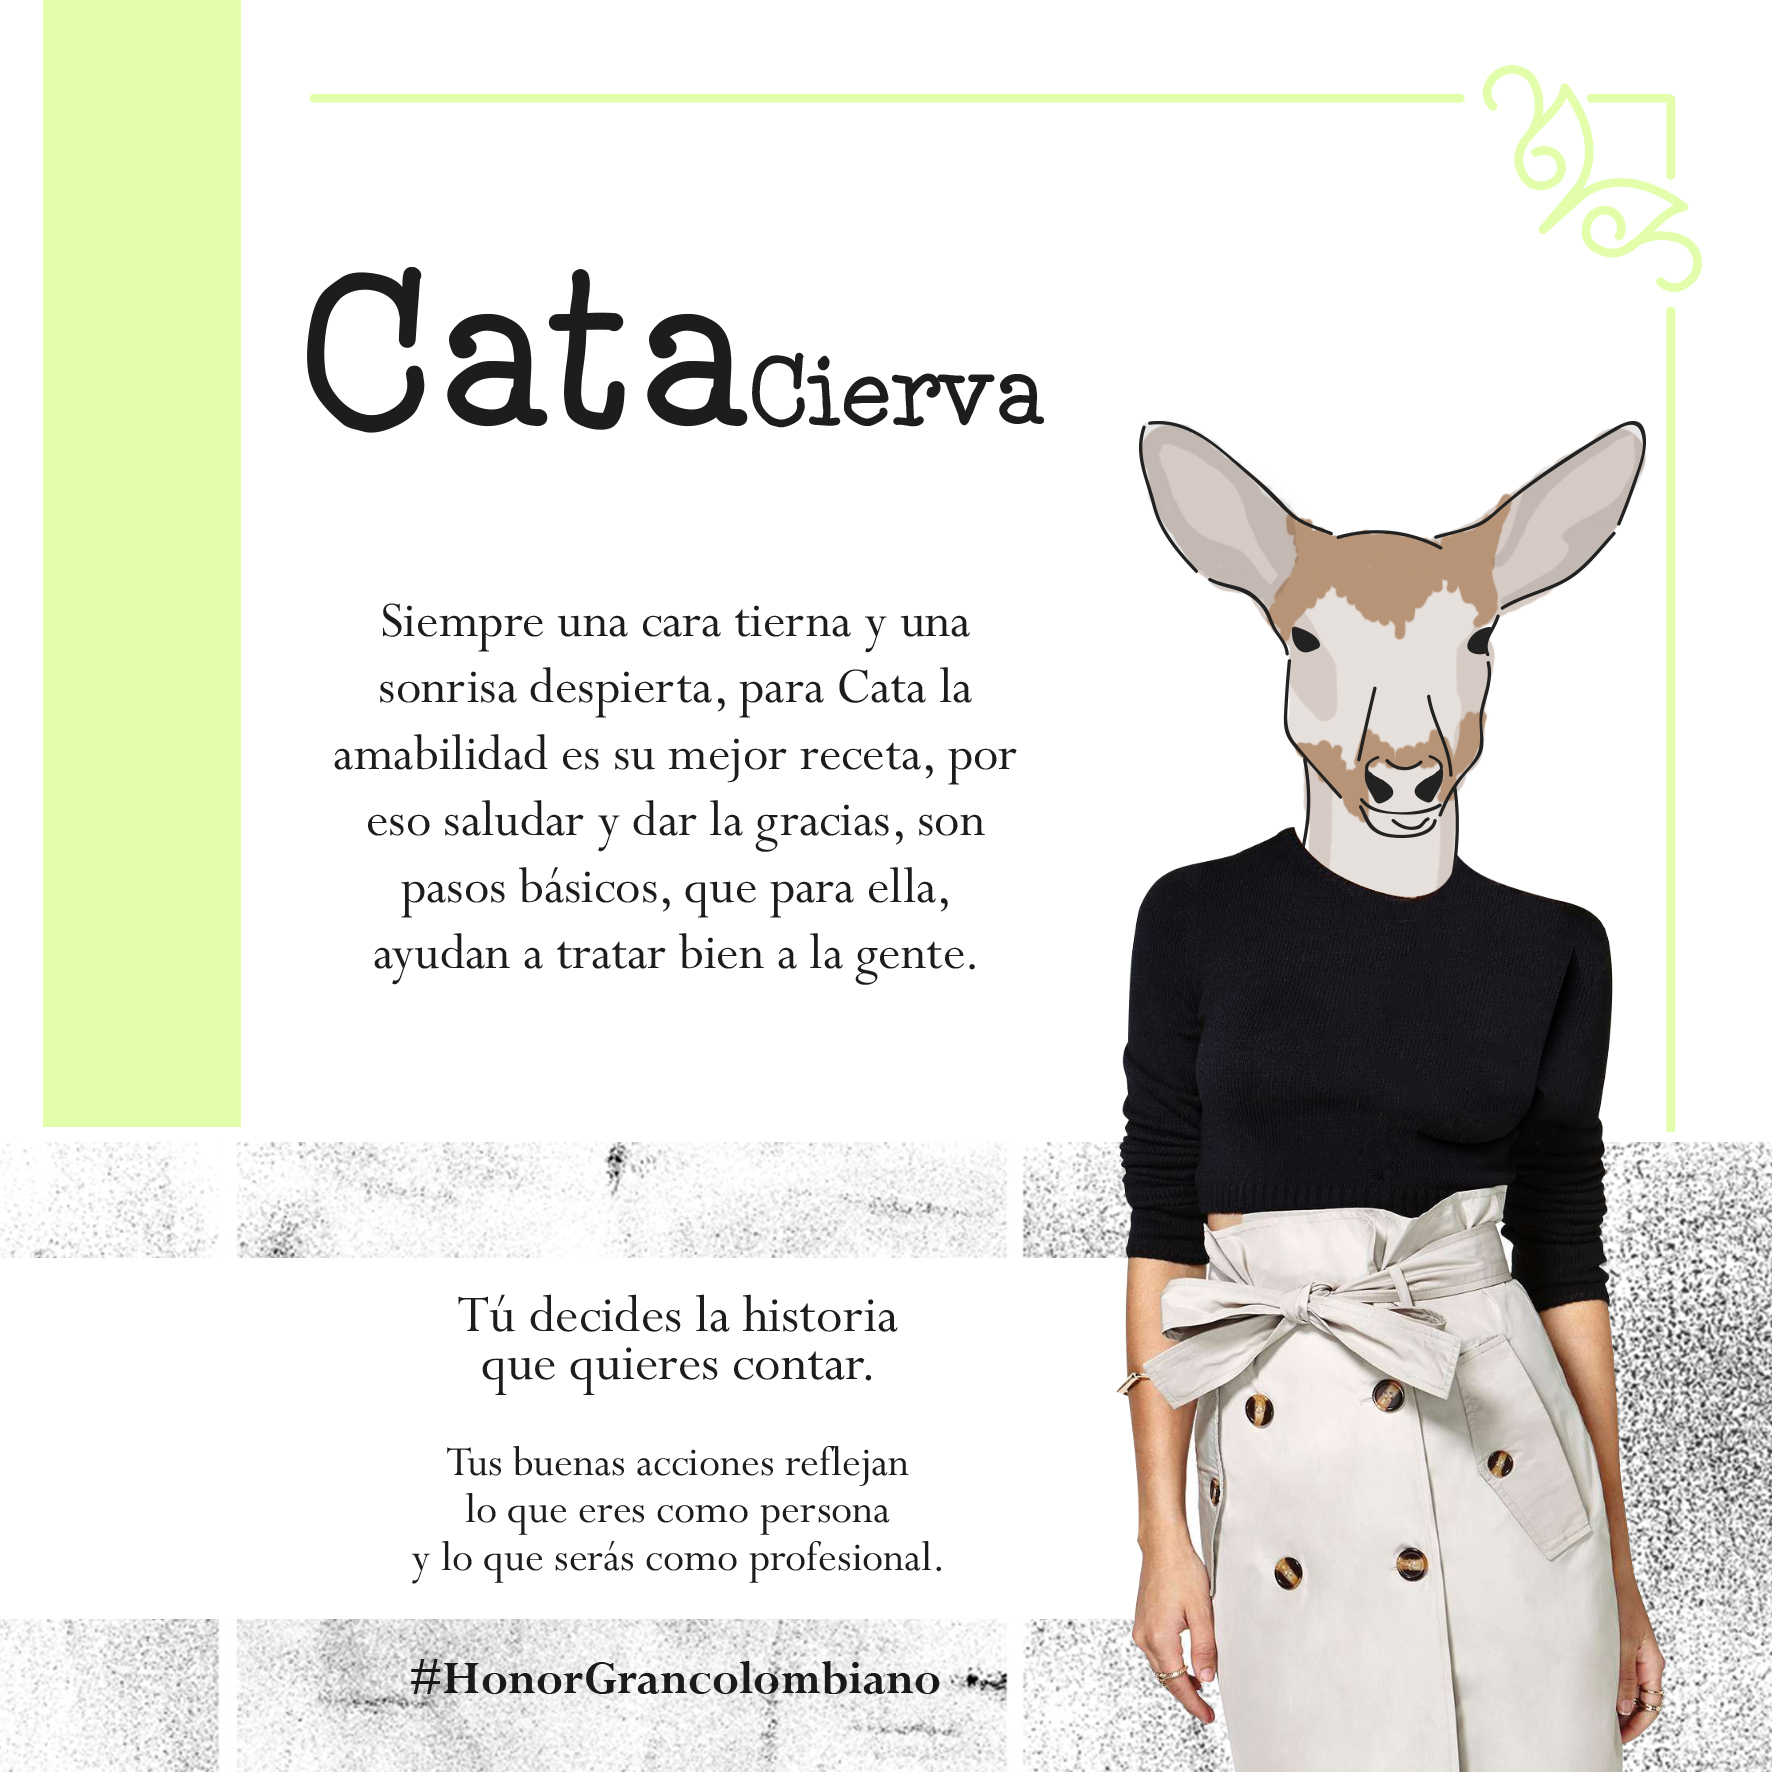 Cata Cierva
Siempre una cara tierna y una
sonrisa despierta, para Cata la
amabilidad es su mejor receta, por
eso saludar y dar la gracias, son
pasos básicos, que para ella,
ayudan a tratar bien a la gente.
Tú decides la historia
que quieres contar.
Tus buenas acciones reflejan
lo que eres como persona
y lo que serás como profesional.
#HonorGrancolombiano